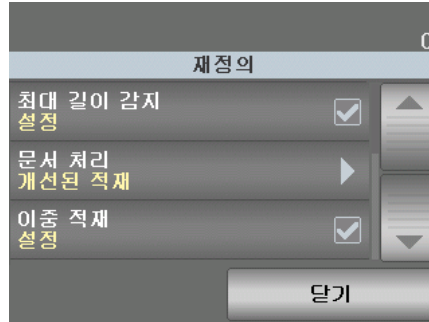 재정의
최대 길이 감지
설정
문서 처리
개선된 적재
이중 적재
설정
닫기